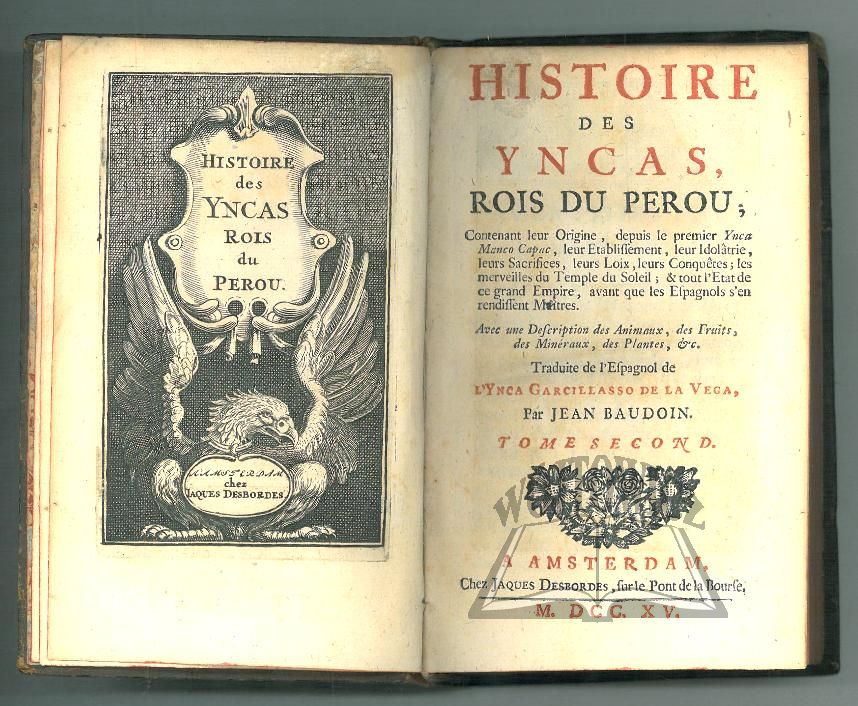 HISTOIRE
des
YNCAS
ROIS
du
PEROU.
A AMSTERDAM
chez
JAQUES DESBORDES
HISTOIRE
DES
YNCAS,
ROIS DU PEROU;
Contenant leur Origine, depuis le premier Ynca
Manco Capac, leur Etabliſſement, leur Idolâtrie,
leurs Sacrifices, leurs Loix, leurs Conquêtes; les
merveilles du Temple du Soleil; & tout l'Etat de
ce grand Empire, avant que les Eſpagnols s'en
rendiſſent Maîtres.
Avec une Deſcription des Animaux, des Fruits,
des Minéraux, des Plantes, &c.
Traduite de l'Eſpagnol de
L'YNCA GARCILLASSO DE LA VEGA,
Par JEAN BAUDOIN.
TOME SECOND.
A AMSTERDAM,
Chez JAQUES DESBORDES, ſur le Pont de la Bourſe.
M. DCC. XV.